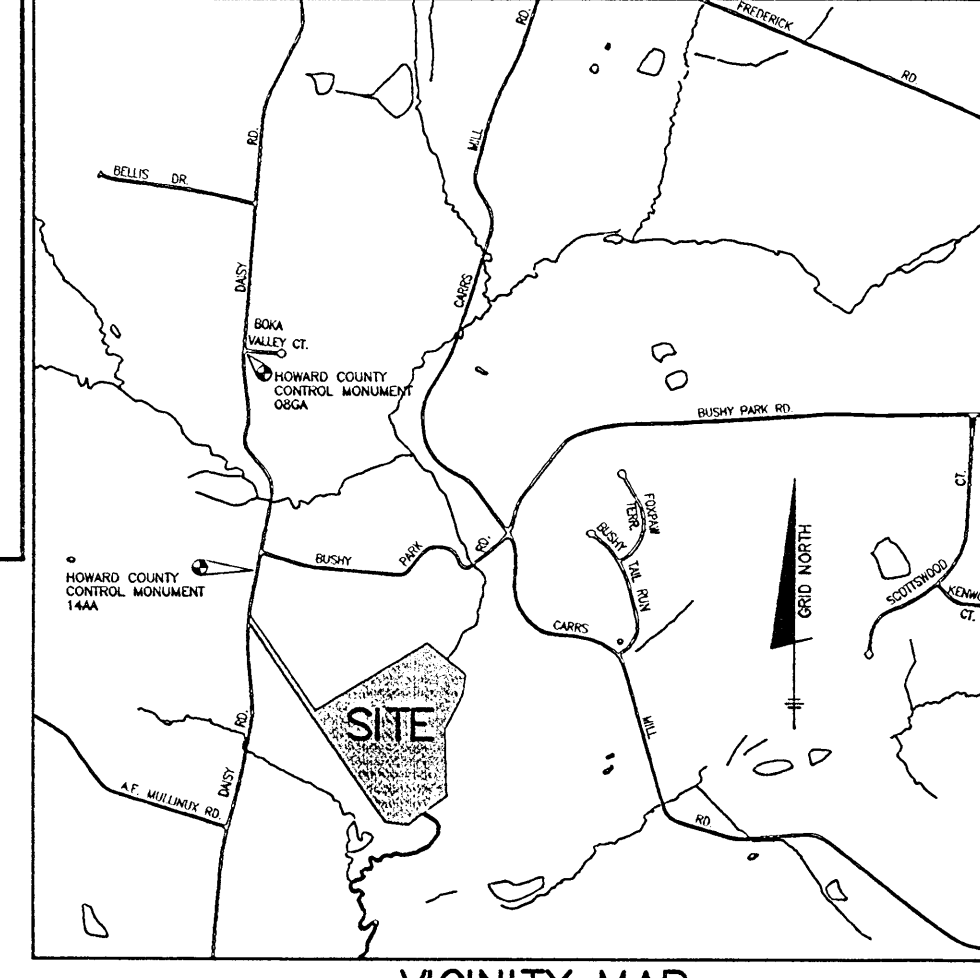 FREDERICK RD.
RD.
MILL
CARRS
RD.
DAISY
BELLIS DR.
BOKA
VALLEY CT.
HOWARD COUNTY
CONTROL MONUMENT
08GA
BUSHY PARK RD.
CT.
FOXPAW
TERR.
BUSHY TAIL RUN
GRID NORTH
SCOTTSWOOD
KENWO
CT.
BUSHY PARK RD.
HOWARD COUNTY
CONTROL MONUMENT
14AA
CARRS
MILL
RD.
SITE
RD.
DAISY
A.F. MULLINUX RD.
VICINITY MAP